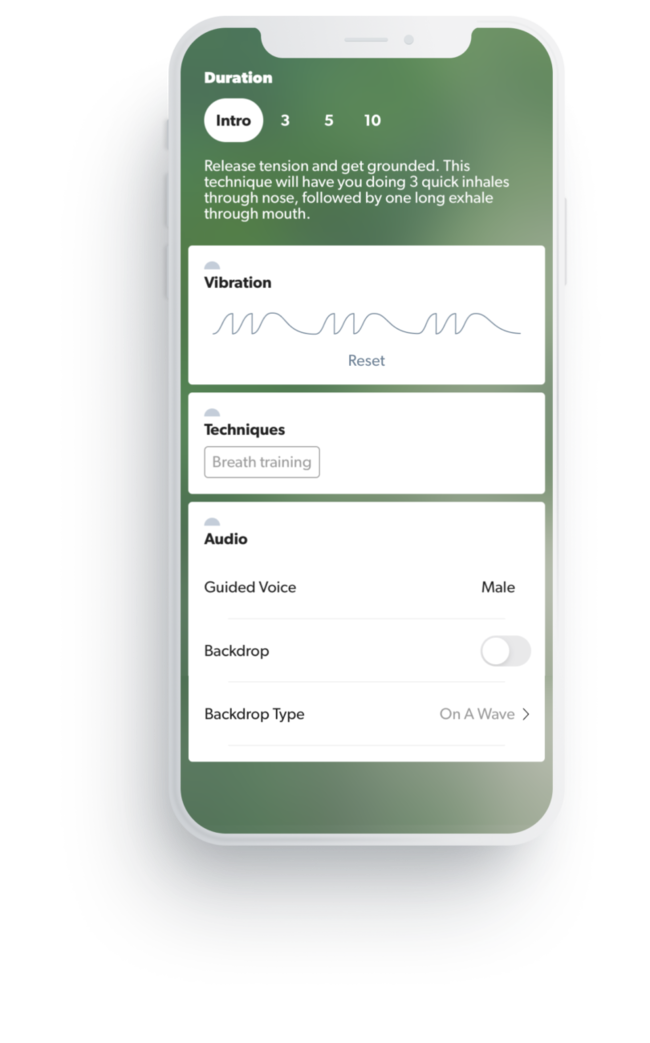 Duration
Intro 3 5 10
Release tension and get grounded. This
technique will have you doing 3 quick inhales
through nose, followed by one long exhale
through mouth.
Vibration
Reset
Techniques
Breath training
Audio
Guided Voice Male
Backdrop
Backdrop Type On A Wave >